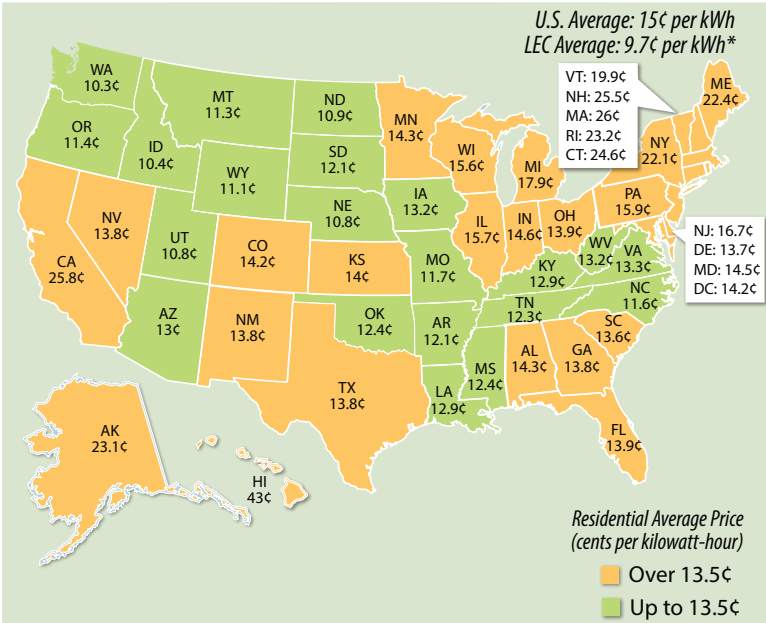 U.S. Average: 15¢ per kWh
LEC Average: 9.7¢ per kWh*
VT: 19.9¢
NH: 25.5¢
MA: 26¢
RI: 23.2¢
CT: 24.6¢
WA
10.3¢
OR
11.4¢
ID
10.4¢
MT
11.3¢
WY
11.1¢
ND
10.9¢
SD
12.1¢
NE
10.8¢
MN
14.3¢
WI
15.6¢
MI
17.9¢
NY
22.1¢
ME
22.4¢
PA
15.9¢
NJ: 16.7¢
DE: 13.7¢
MD: 14.5¢
DC: 14.2¢
CA
25.8¢
NV
13.8¢
UT
10.8¢
CO
14.2¢
KS
14¢
IA
13.2¢
MO
11.7¢
IL
15.7¢
IN
14.6¢
OH
13.9¢
WV
13.2¢
VA
13.3¢
KY
12.9¢
NC
11.6¢
TN
12.3¢
SC
13.6¢
AZ
13¢
NM
13.8¢
OK
12.4¢
AR
12.1¢
TX
13.8¢
LA
12.9¢
MS
12.4¢
AL
14.3¢
GA
13.8¢
FL
13.9¢
AK
23.1¢
HI
43¢
Residential Average Price
(cents per kilowatt-hour)
Over 13.5¢
Up to 13.5¢